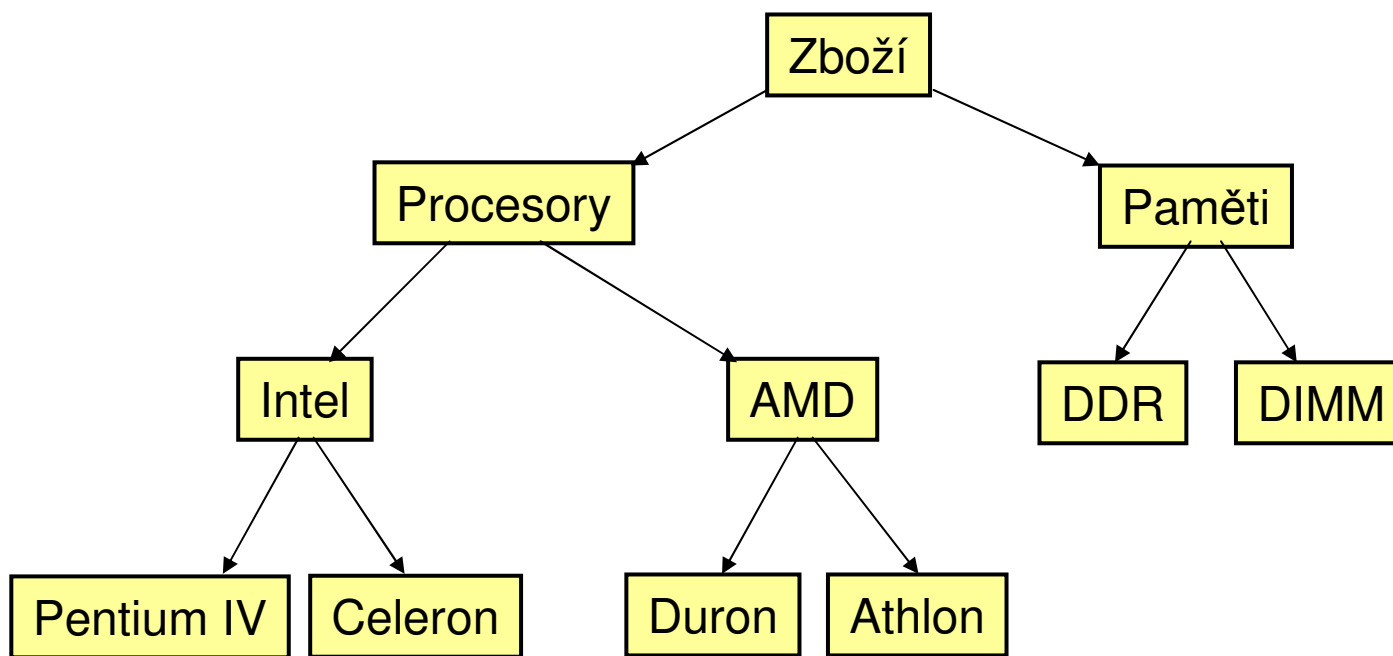 Zboží
Procesory
Paměti
Intel
AMD
DDR
DIMM
Pentium IV
Celeron
Duron
Athlon